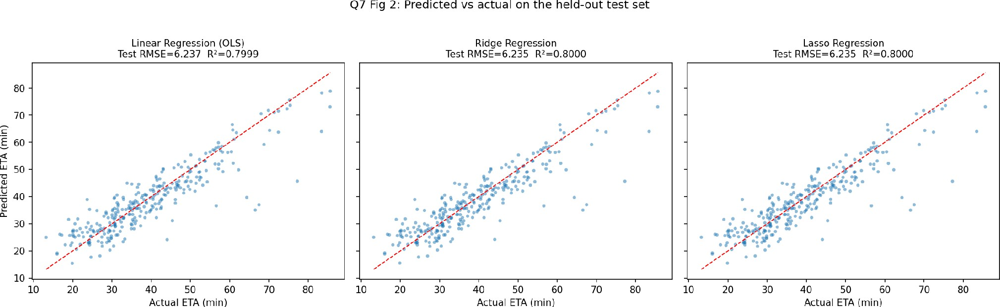 Q7 Fig 2: Predicted vs actual on the held-out test set
Linear Regression (OLS)
Test RMSE=6.237 R²=0.7999
Ridge Regression
Test RMSE=6.235 R²=0.8000
Lasso Regression
Test RMSE=6.235 R²=0.8000
Predicted ETA (min)
80
70
60
50
40
30
20
10
10 20 30 40 50 60 70 80
10 20 30 40 50 60 70 80
10 20 30 40 50 60 70 80
Actual ETA (min)
Actual ETA (min)
Actual ETA (min)